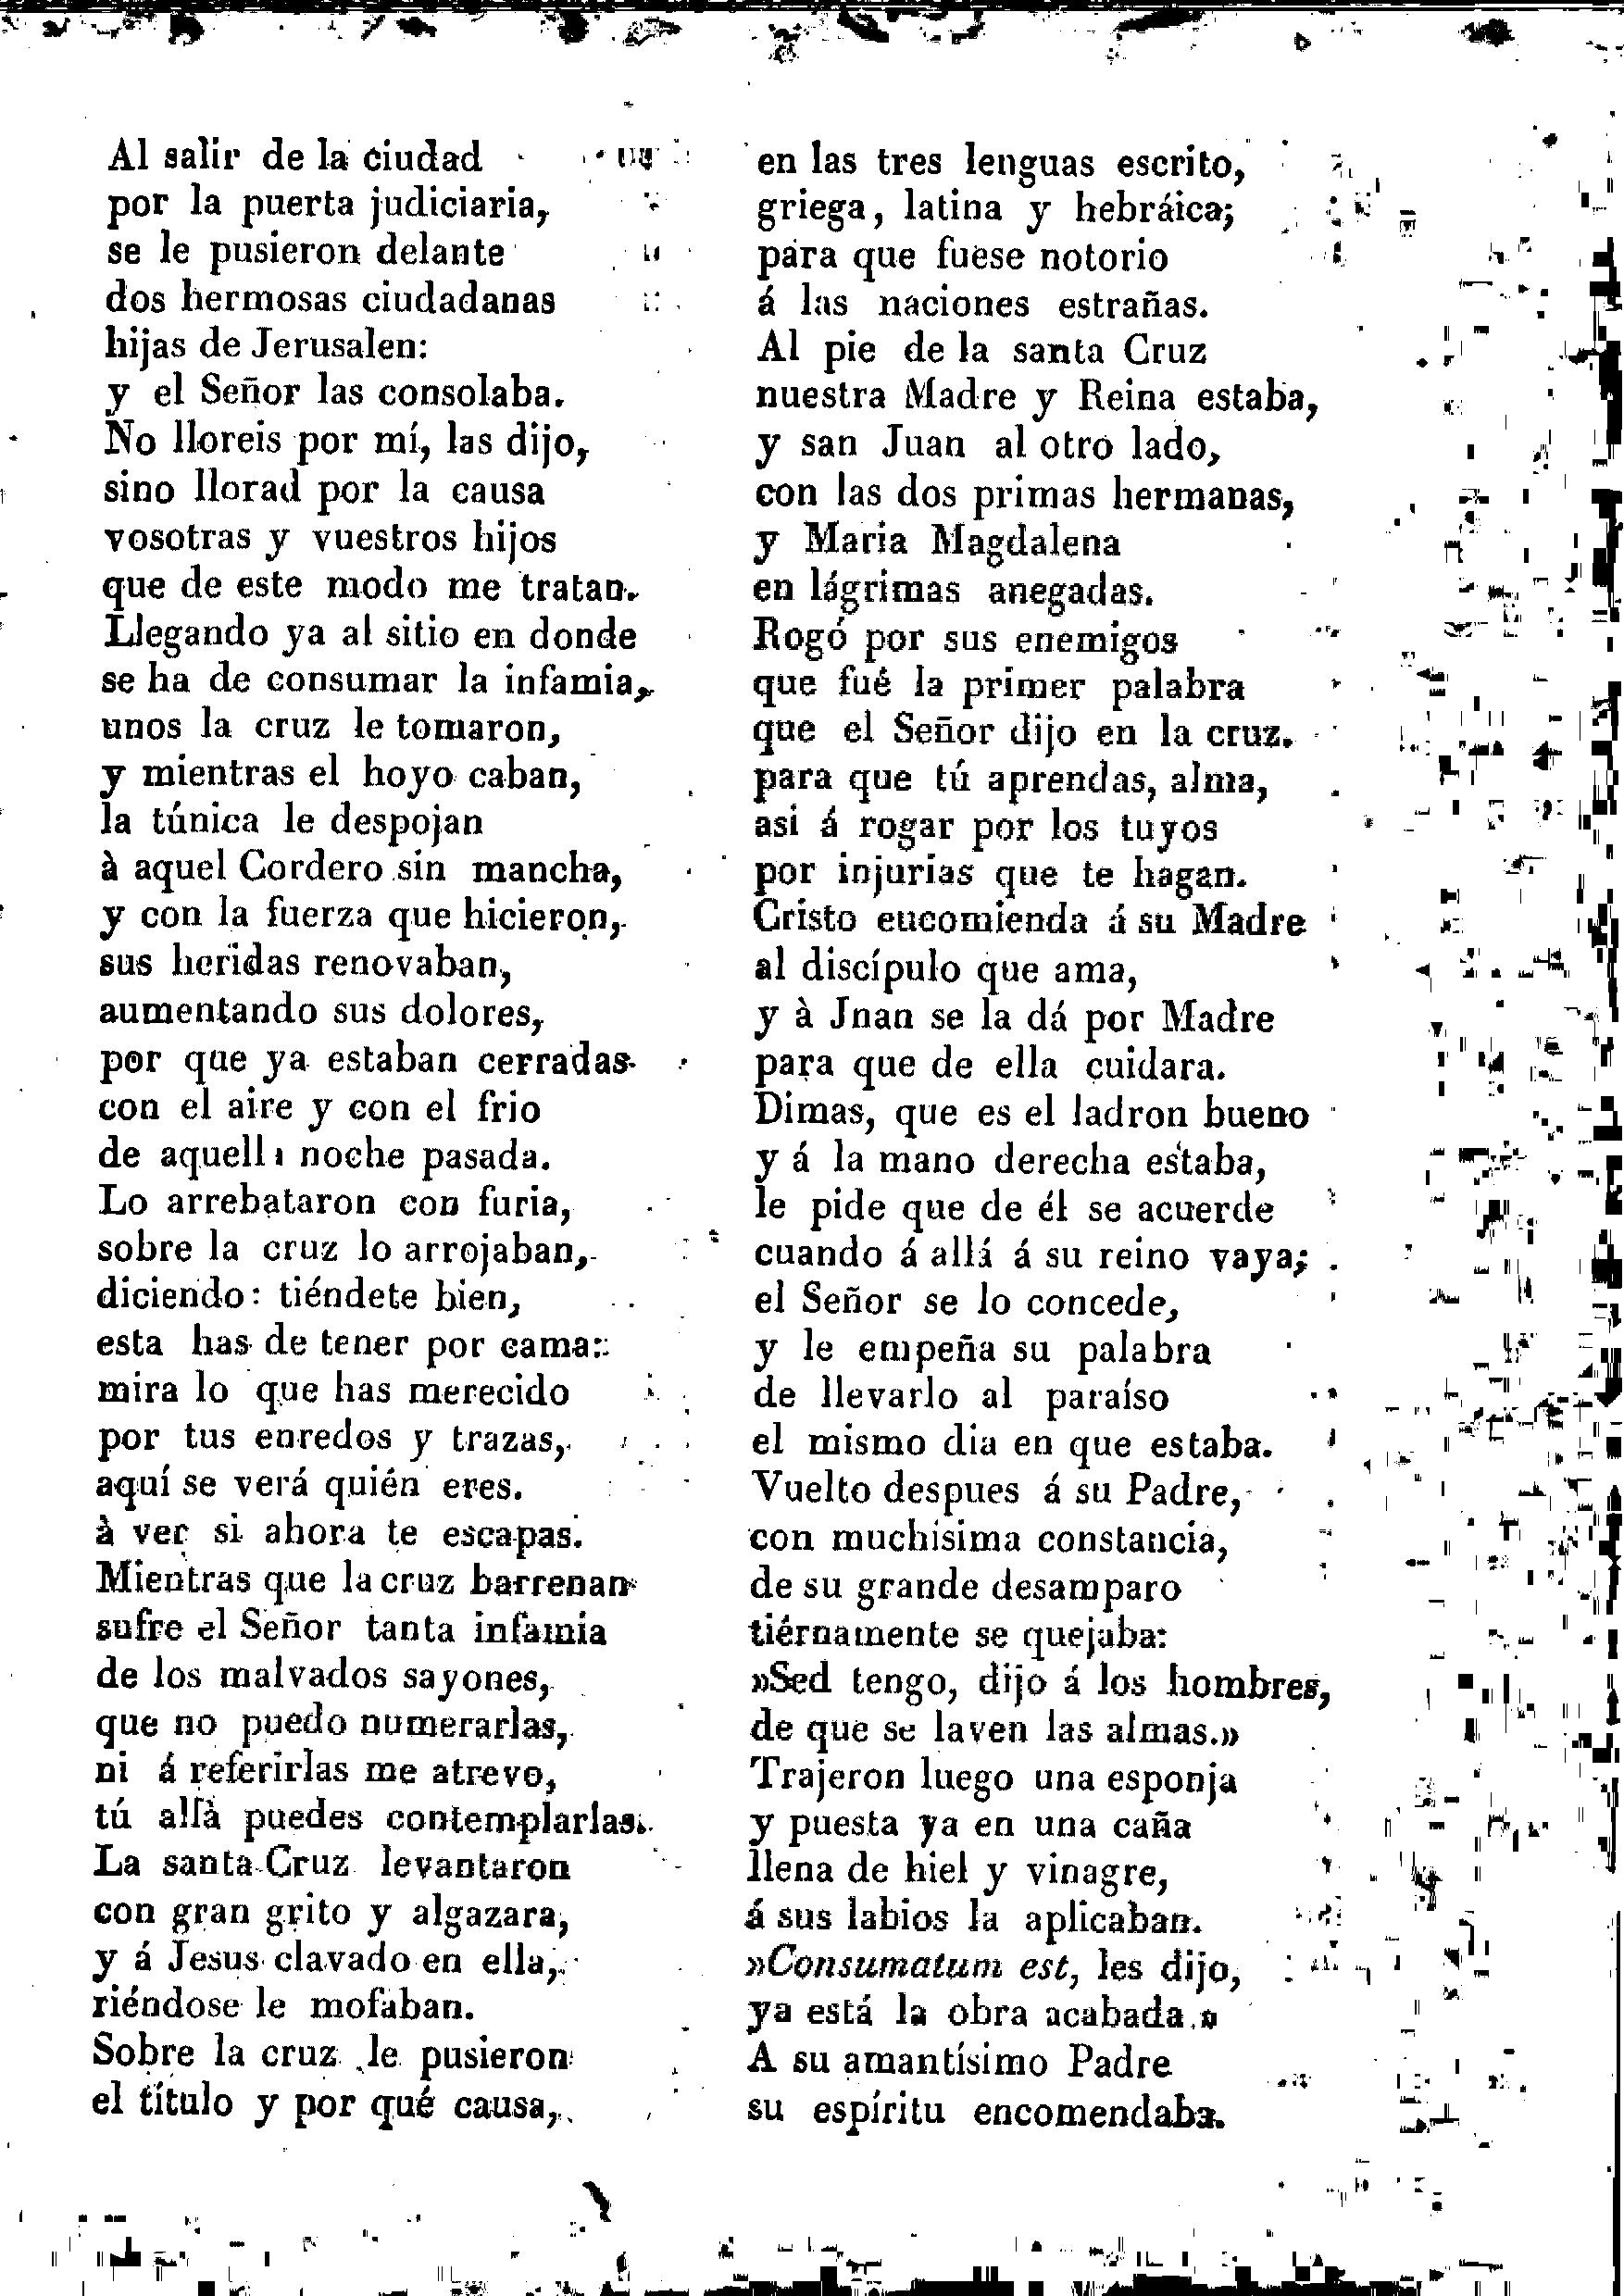 Al salir de la ciudad
por la puerta judiciaria,
se le pusieron delante
dos hermosas ciudadanas
hijas de Jerusalen:
y el Señor las consolaba.
No lloreis por mí, las dijo,
sino llorad por la causa
vosotras y vuestros hijos
que de este modo me tratan.
Llegando ya al sitio en donde
se ha de consumar la infamia,
unos la cruz le tomaron,
y mientras el hoyo caban,
la túnica le despojan
à aquel Cordero sin mancha,
y con la fuerza que hicieron,
sus heridas renovaban,
aumentando sus dolores,
por que ya estaban cerradas
con el aire y con el frio
de aquella noche pasada.
Lo arrebataron con furia,
sobre la cruz lo arrojaban,
diciendo: tiéndete bien,
esta has de tener por cama:
mira lo que has merecido
por tus enredos y trazas,
aquí se verá quién eres.
à ver si ahora te escapas.
Mientras que la cruz barrenan
sufre el Señor tanta infamia
de los malvados sayones,
que no puedo numerarlas,
ni á referirlas me atrevo,
tú allà puedes contemplarlas.
La santa Cruz levantaron
con gran grito y algazara,
y á Jesus clavado en ella,
riéndose le mofaban.
Sobre la cruz le pusieron
el título y por qué causa,
en las tres lenguas escrito,
griega, latina y hebráica;
para que fuese notorio
á las naciones estrañas.
Al pie de la santa Cruz
nuestra Madre y Reina estaba,
y san Juan al otro lado,
con las dos primas hermanas,
y Maria Magdalena
en lágrimas anegadas.
Rogó por sus enemigos
que fué la primer palabra
que el Señor dijo en la cruz.
para que tú aprendas, alma,
asi á rogar por los tuyos
por injurias que te hagan.
Cristo eucomienda á su Madre
al discípulo que ama,
y à Jnan se la dá por Madre
para que de ella cuidara.
Dimas, que es el ladron bueno
y á la mano derecha estaba,
le pide que de él se acuerde
cuando á allá á su reino vaya;
el Señor se lo concede,
y le empeña su palabra
de llevarlo al paraíso
el mismo dia en que estaba.
Vuelto despues á su Padre,
con muchísima constancia,
de su grande desamparo
tiérnamente se quejaba:
»Sed tengo, dijo á los hombres,
de que se laven las almas.»
Trajeron luego una esponja
y puesta ya en una caña
llena de hiel y vinagre,
á sus labios la aplicaban.
»Consumatum est, les dijo,
ya está la obra acabada.»
A su amantísimo Padre
su espíritu encomendaba.